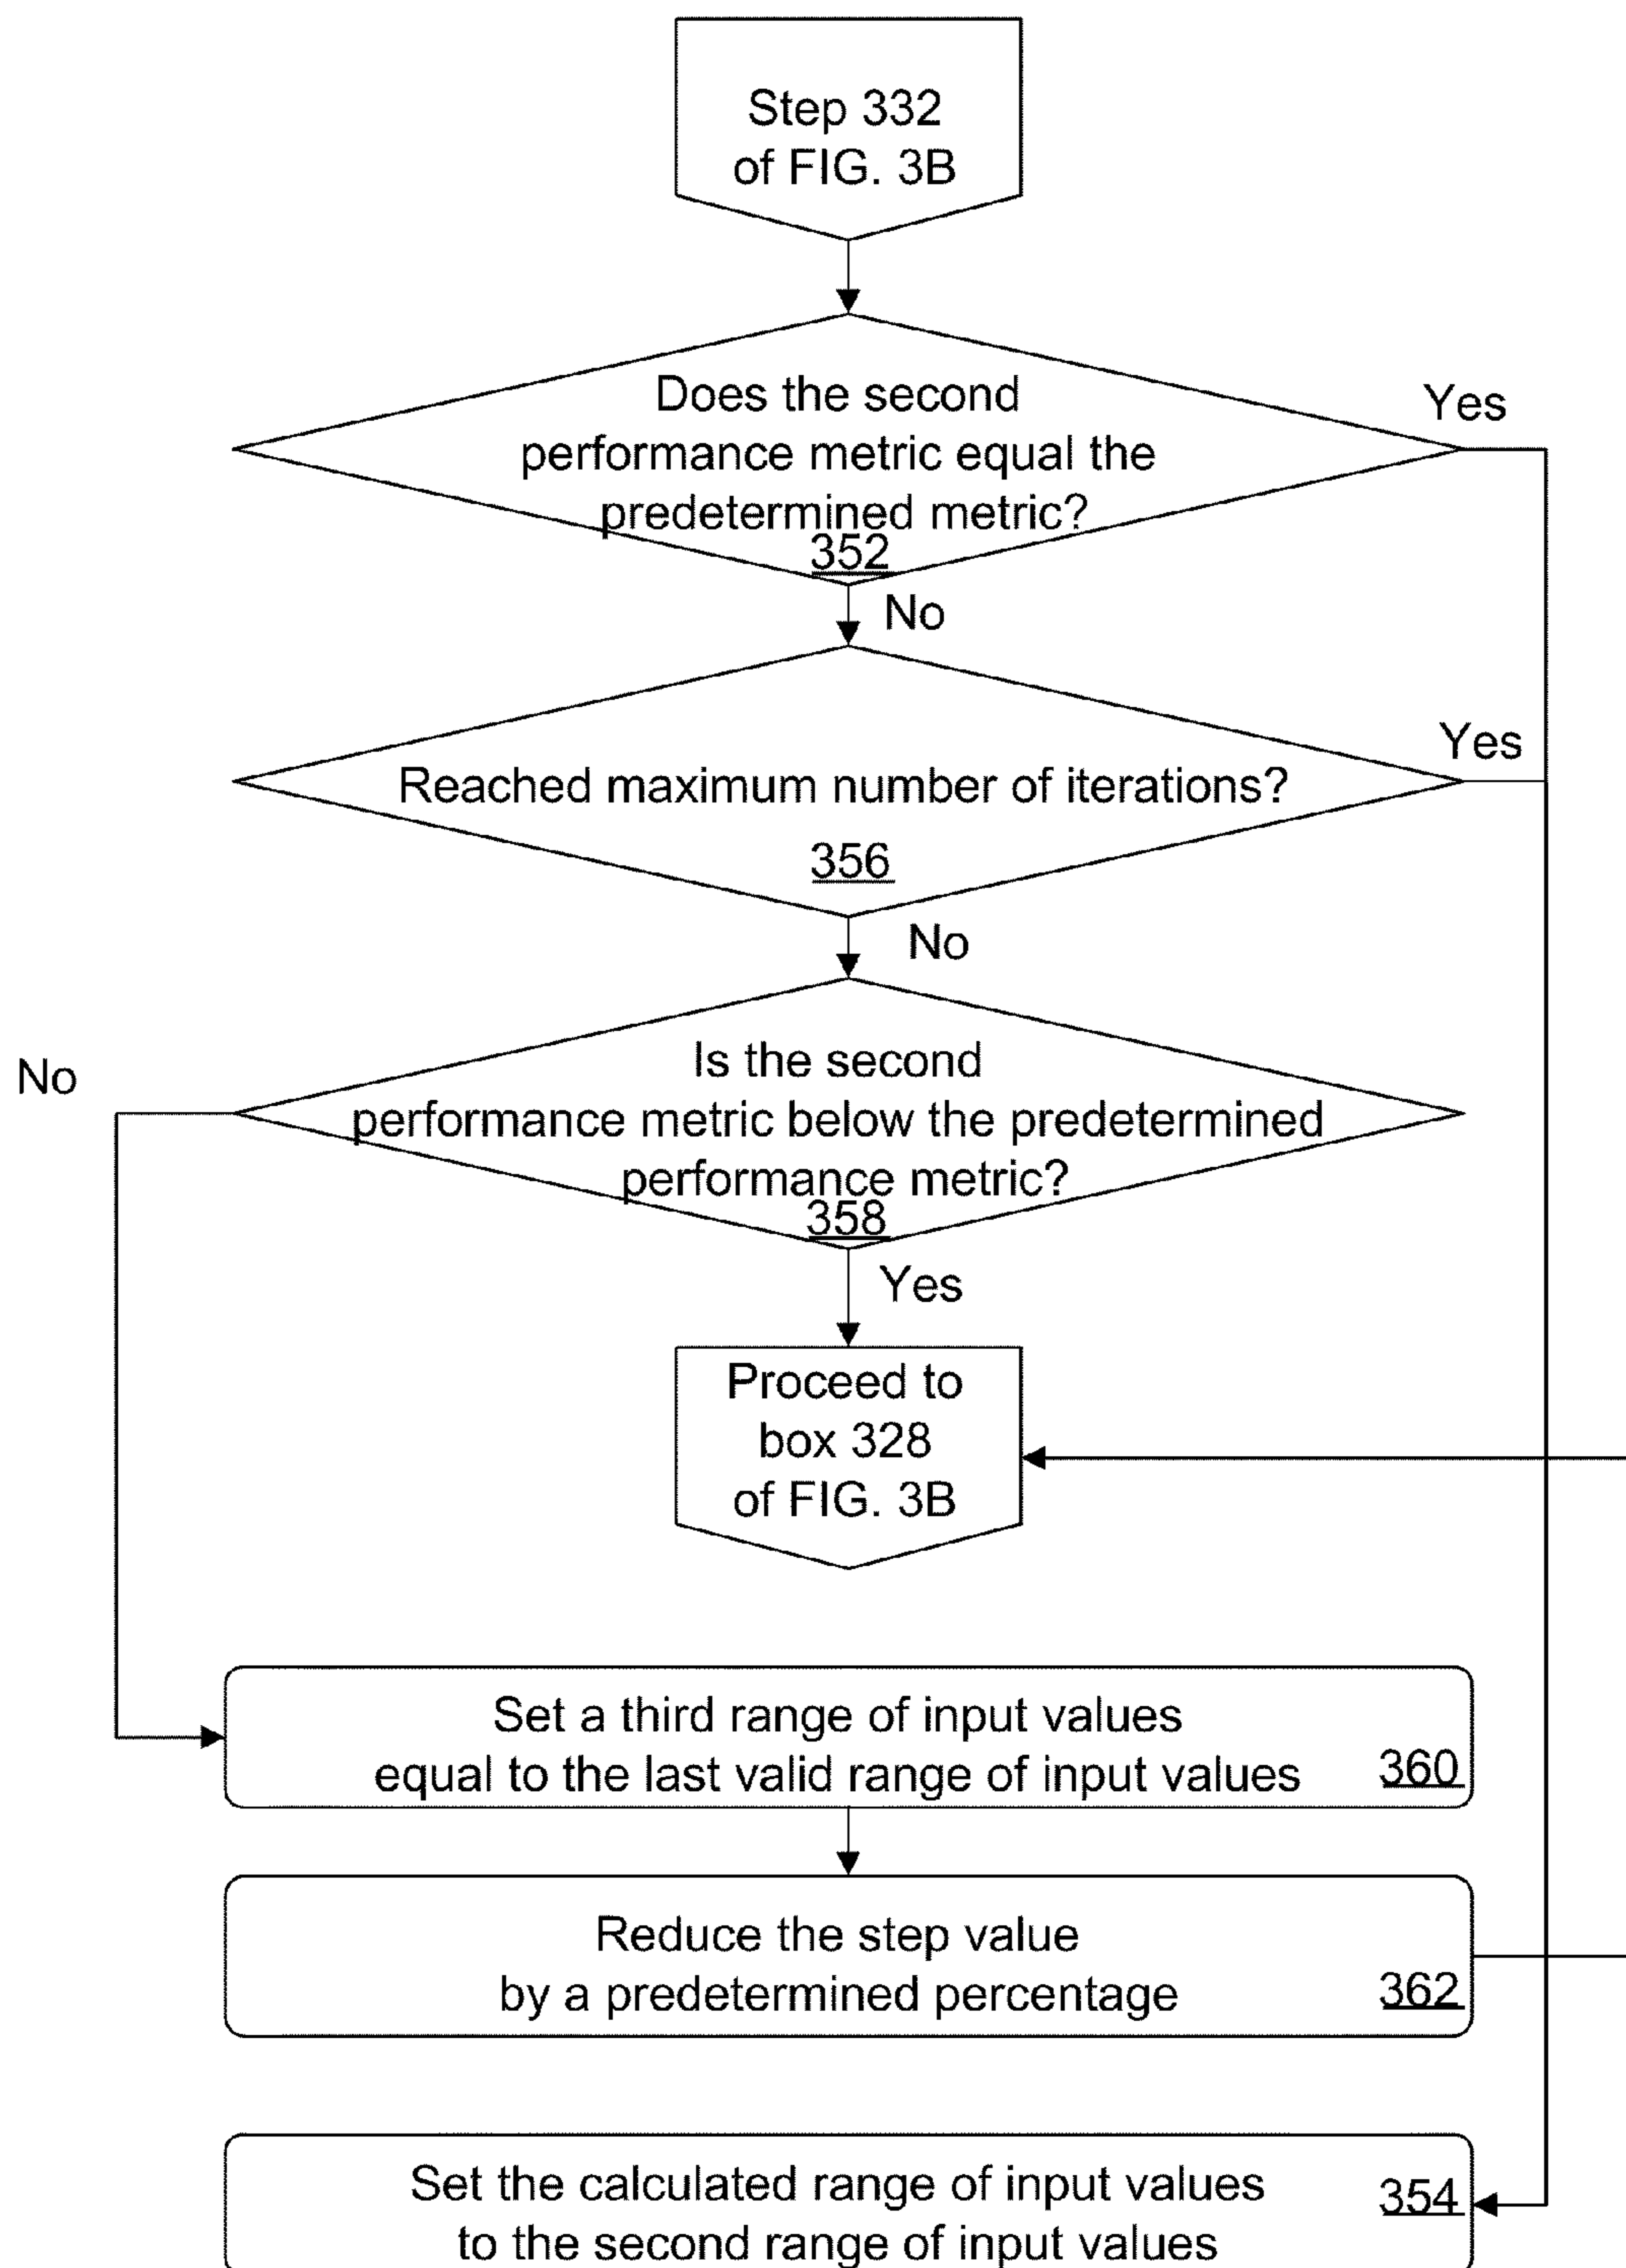 Step 332
of FIG. 3B
Does the second
performance metric equal the
predetermined metric?
352
Yes
No
Reached maximum number of iterations?
356
Yes
No
Is the second
performance metric below the predetermined
performance metric?
358
No
Yes
Proceed to
box 328
of FIG. 3B
Set a third range of input values
equal to the last valid range of input values
360
Reduce the step value
by a predetermined percentage
362
Set the calculated range of input values
to the second range of input values
354